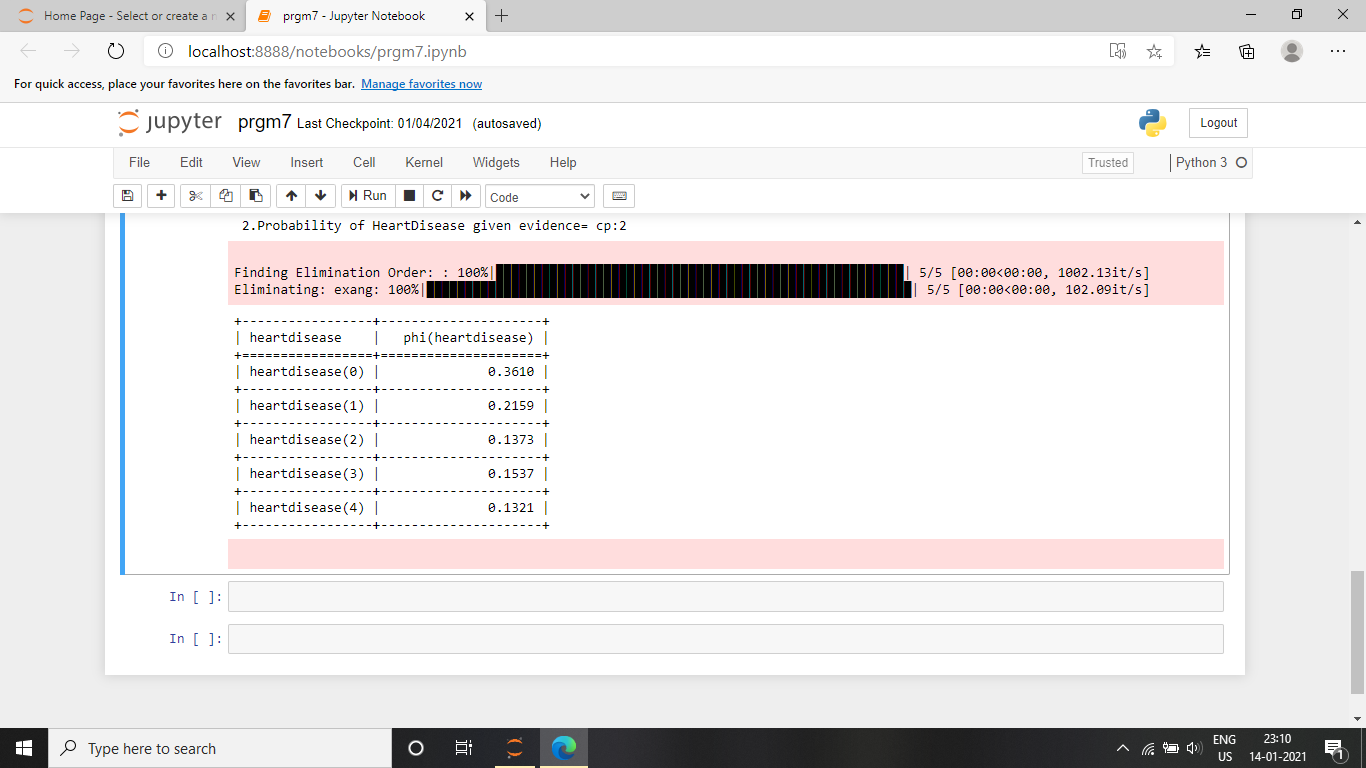 Home Page - Select or create a n
prgm7 - Jupyter Notebook
localhost:8888/notebooks/prgm7.ipynb
For quick access, place your favorites here on the favorites bar. Manage favorites now
jupyter prgm7 Last Checkpoint: 01/04/2021 (autosaved)
Logout
File Edit View Insert Cell Kernel Widgets Help
Trusted
Python 3
Run
Code
2.Probability of HeartDisease given evidence= cp:2
Finding Elimination Order: : 100%| | 5/5 [00:00<00:00, 1002.13it/s]
Eliminating: exang: 100%| | 5/5 [00:00<00:00, 102.09it/s]
+-----------------+---------------------+
| heartdisease    |   phi(heartdisease) |
+=================+=====================+
| heartdisease(0) |              0.3610 |
+-----------------+---------------------+
| heartdisease(1) |              0.2159 |
+-----------------+---------------------+
| heartdisease(2) |              0.1373 |
+-----------------+---------------------+
| heartdisease(3) |              0.1537 |
+-----------------+---------------------+
| heartdisease(4) |              0.1321 |
+-----------------+---------------------+
In [ ]:
In [ ]:
Type here to search
ENG
US
23:10
14-01-2021
1